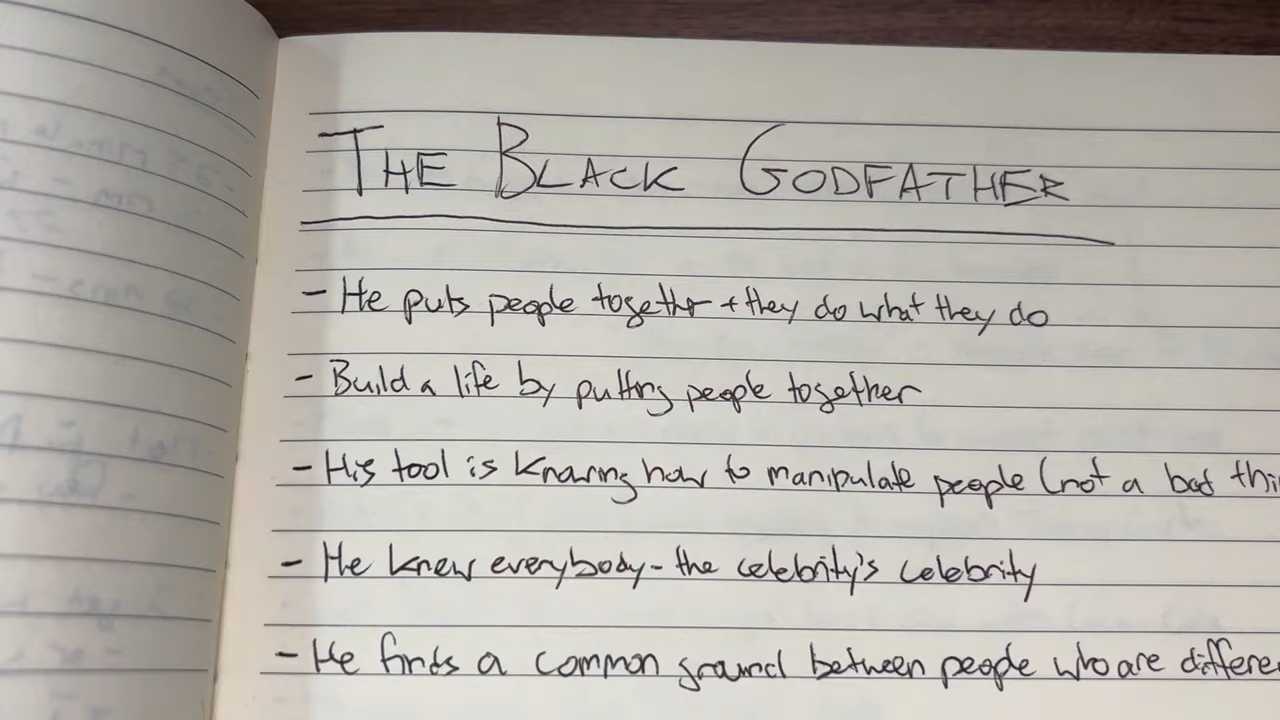 THE BLACK GODFATHER
- He puts people together + they do what they do
- Build a life by putting people together
- His tool is knowing how to manipulate people (not a bad thi
- He knew everybody - the celebrity's celebrity
- He finds a common ground between people who are differen